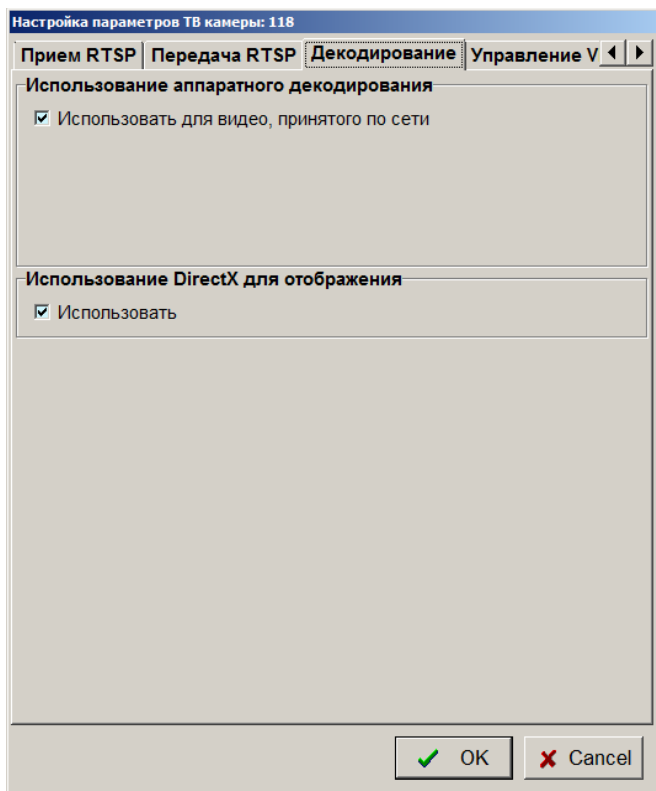 Настройка параметров ТВ камеры: 118
Прием RTSP Передача RTSP Декодирование Управление V
Использование аппаратного декодирования
Использовать для видео, принятого по сети
Использование DirectX для отображения
Использовать
OK Cancel